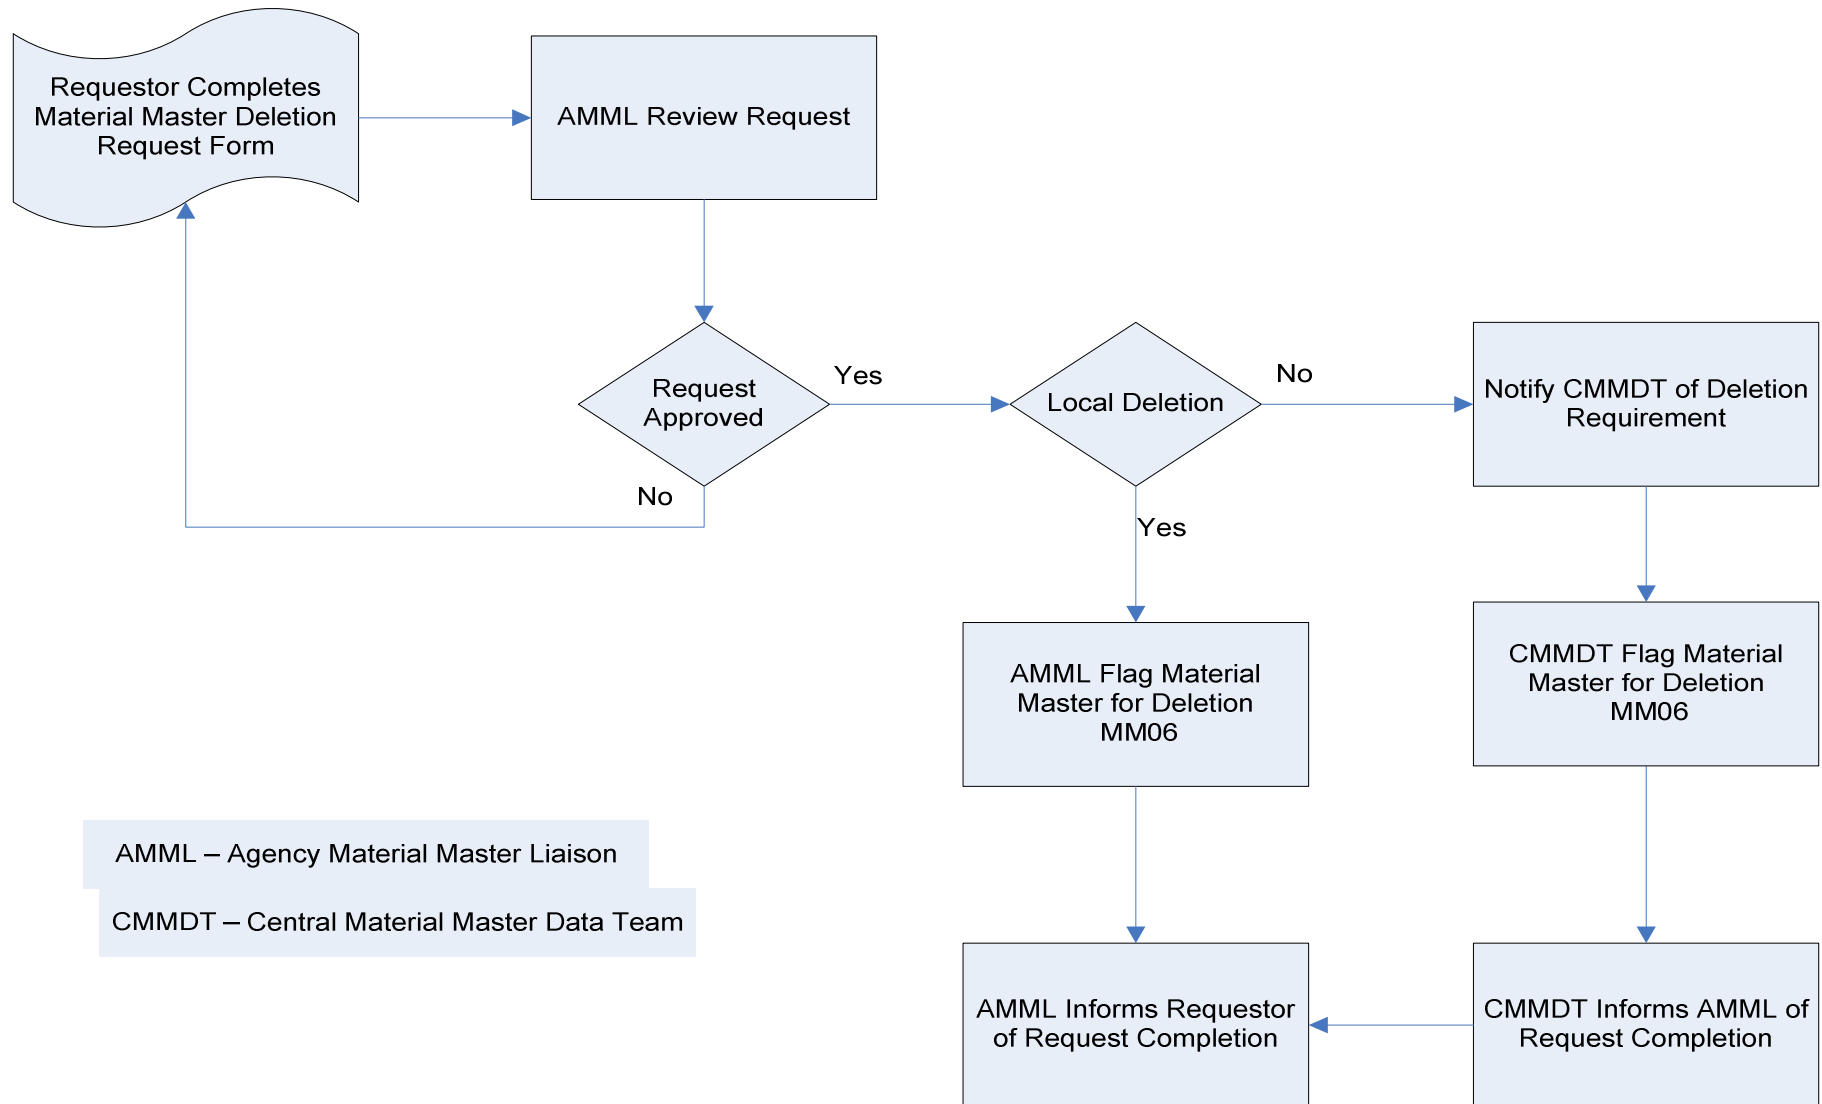 Requestor Completes
Material Master Deletion
Request Form
AMML Review Request
Request
Approved
Yes
Local Deletion
No
Notify CMMDT of Deletion
Requirement
No
Yes
AMML Flag Material
Master for Deletion
MM06
CMMDT Flag Material
Master for Deletion
MM06
AMML – Agency Material Master Liaison
CMMDT – Central Material Master Data Team
AMML Informs Requestor
of Request Completion
CMMDT Informs AMML of
Request Completion